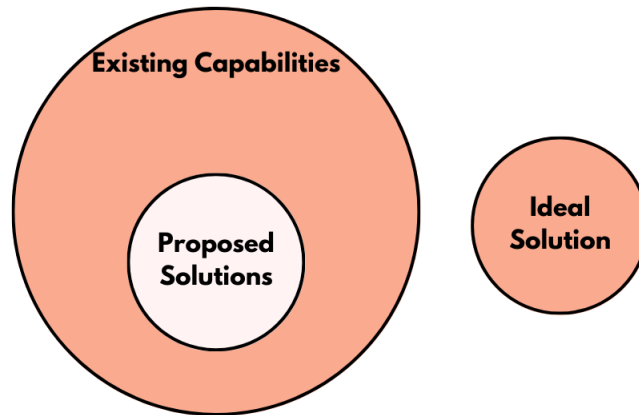 Existing Capabilities
Proposed
Solutions
Ideal
Solution